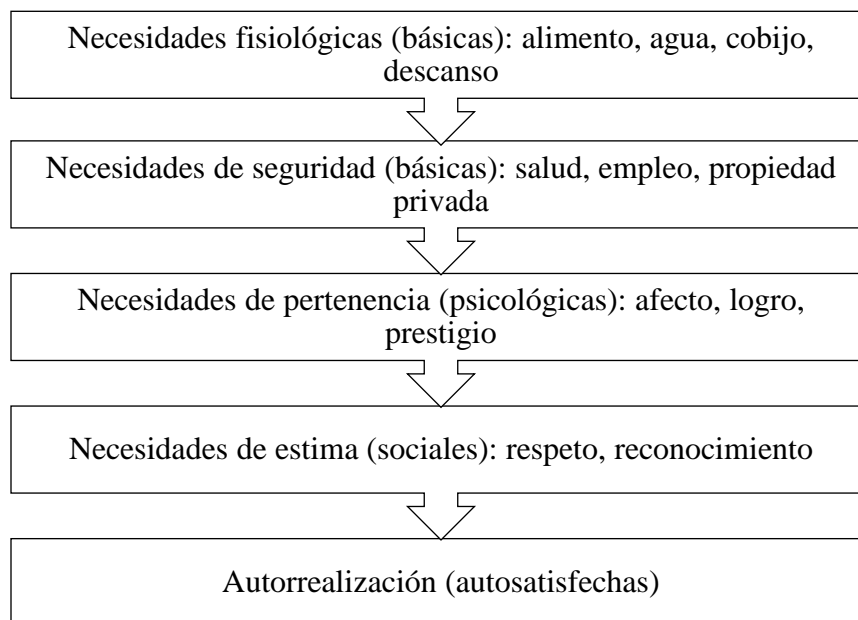 Necesidades fisiológicas (básicas): alimento, agua, cobijo,
descanso
Necesidades de seguridad (básicas): salud, empleo, propiedad
privada
Necesidades de pertenencia (psicológicas): afecto, logro,
prestigio
Necesidades de estima (sociales): respeto, reconocimiento
Autorrealización (autosatisfechas)